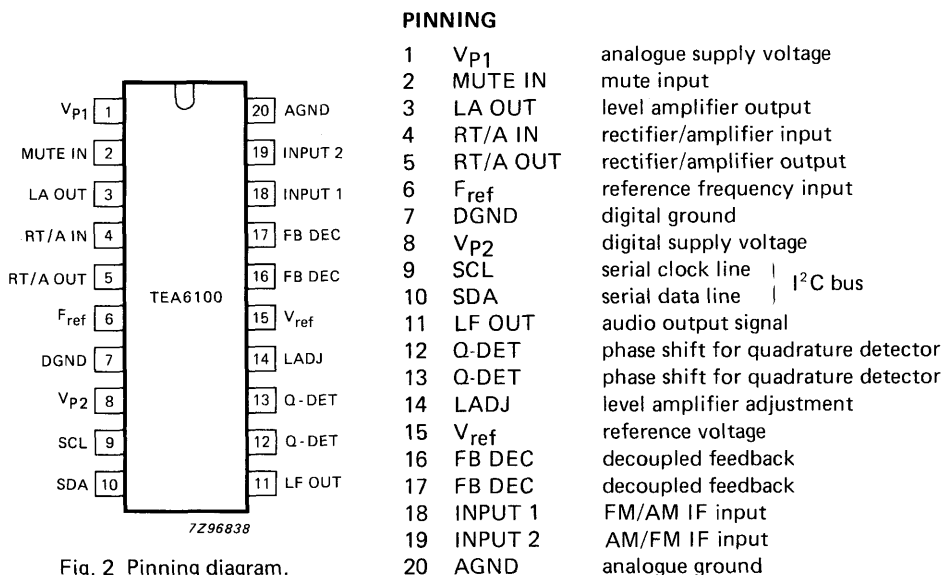 PINNING
1 VP1 analogue supply voltage
2 MUTE IN mute input
3 LA OUT level amplifier output
4 RT/A IN rectifier/amplifier input
5 RT/A OUT rectifier/amplifier output
6 Fref reference frequency input
7 DGND digital ground
8 VP2 digital supply voltage
9 SCL serial clock line
10 SDA serial data line
I²C bus
11 LF OUT audio output signal
12 Q-DET phase shift for quadrature detector
13 Q-DET phase shift for quadrature detector
14 LADJ level amplifier adjustment
15 Vref reference voltage
16 FB DEC decoupled feedback
17 FB DEC decoupled feedback
18 INPUT 1 FM/AM IF input
19 INPUT 2 AM/FM IF input
20 AGND analogue ground
VP1 1 20 AGND
MUTE IN 2 19 INPUT 2
LA OUT 3 18 INPUT 1
RT/A IN 4 17 FB DEC
RT/A OUT 5 16 FB DEC
TEA6100
Fref 6 15 Vref
DGND 7 14 LADJ
VP2 8 13 Q-DET
SCL 9 12 Q-DET
SDA 10 11 LF OUT
7Z96838
Fig. 2 Pinning diagram.